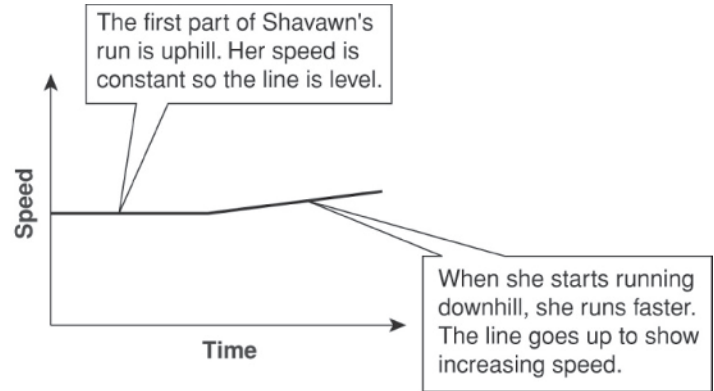 The first part of Shavawn's
run is uphill. Her speed is
constant so the line is level.
Speed
When she starts running
downhill, she runs faster.
The line goes up to show
increasing speed.
Time